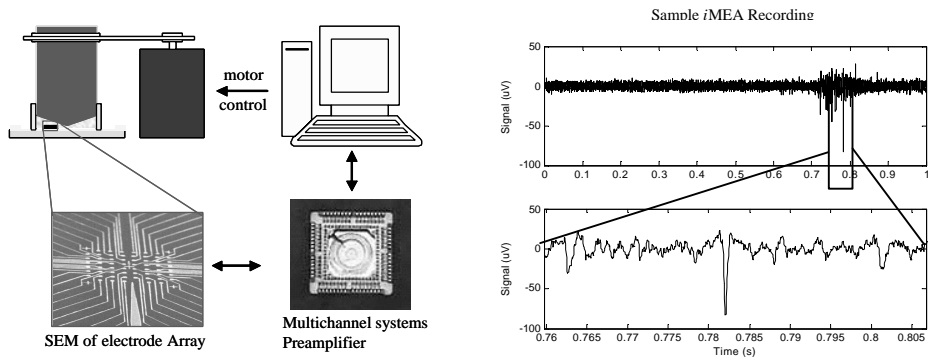 motor
control
SEM of electrode Array
Multichannel systems
Preamplifier
Sample iMEA Recording
50
0
-50
-100
Signal (uV)
0 0.1 0.2 0.3 0.4 0.5 0.6 0.7 0.8 0.9 1
50
0
-50
-100
Signal (uV)
0.76 0.765 0.77 0.775 0.78 0.785 0.79 0.795 0.8 0.805
Time (s)